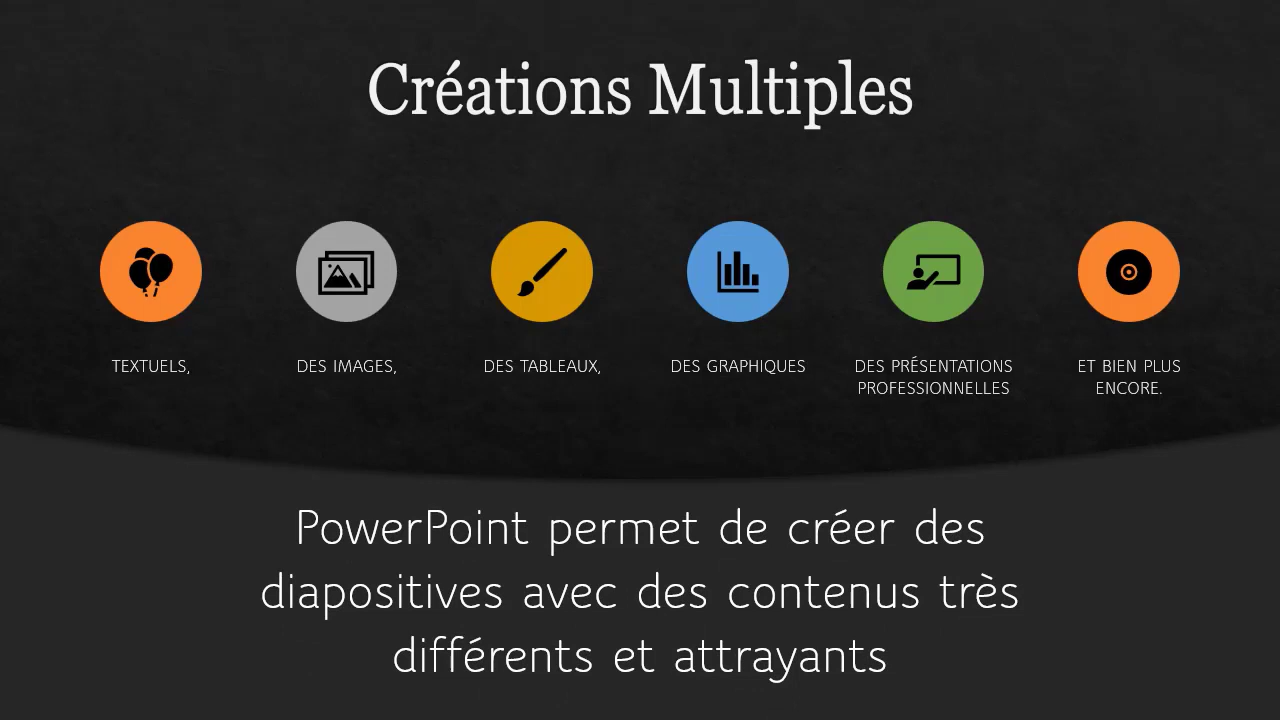 Créations Multiples
TEXTUELS,
DES IMAGES,
DES TABLEAUX,
DES GRAPHIQUES
DES PRÉSENTATIONS
PROFESSIONNELLES
ET BIEN PLUS
ENCORE.
PowerPoint permet de créer des
diapositives avec des contenus très
différents et attrayants